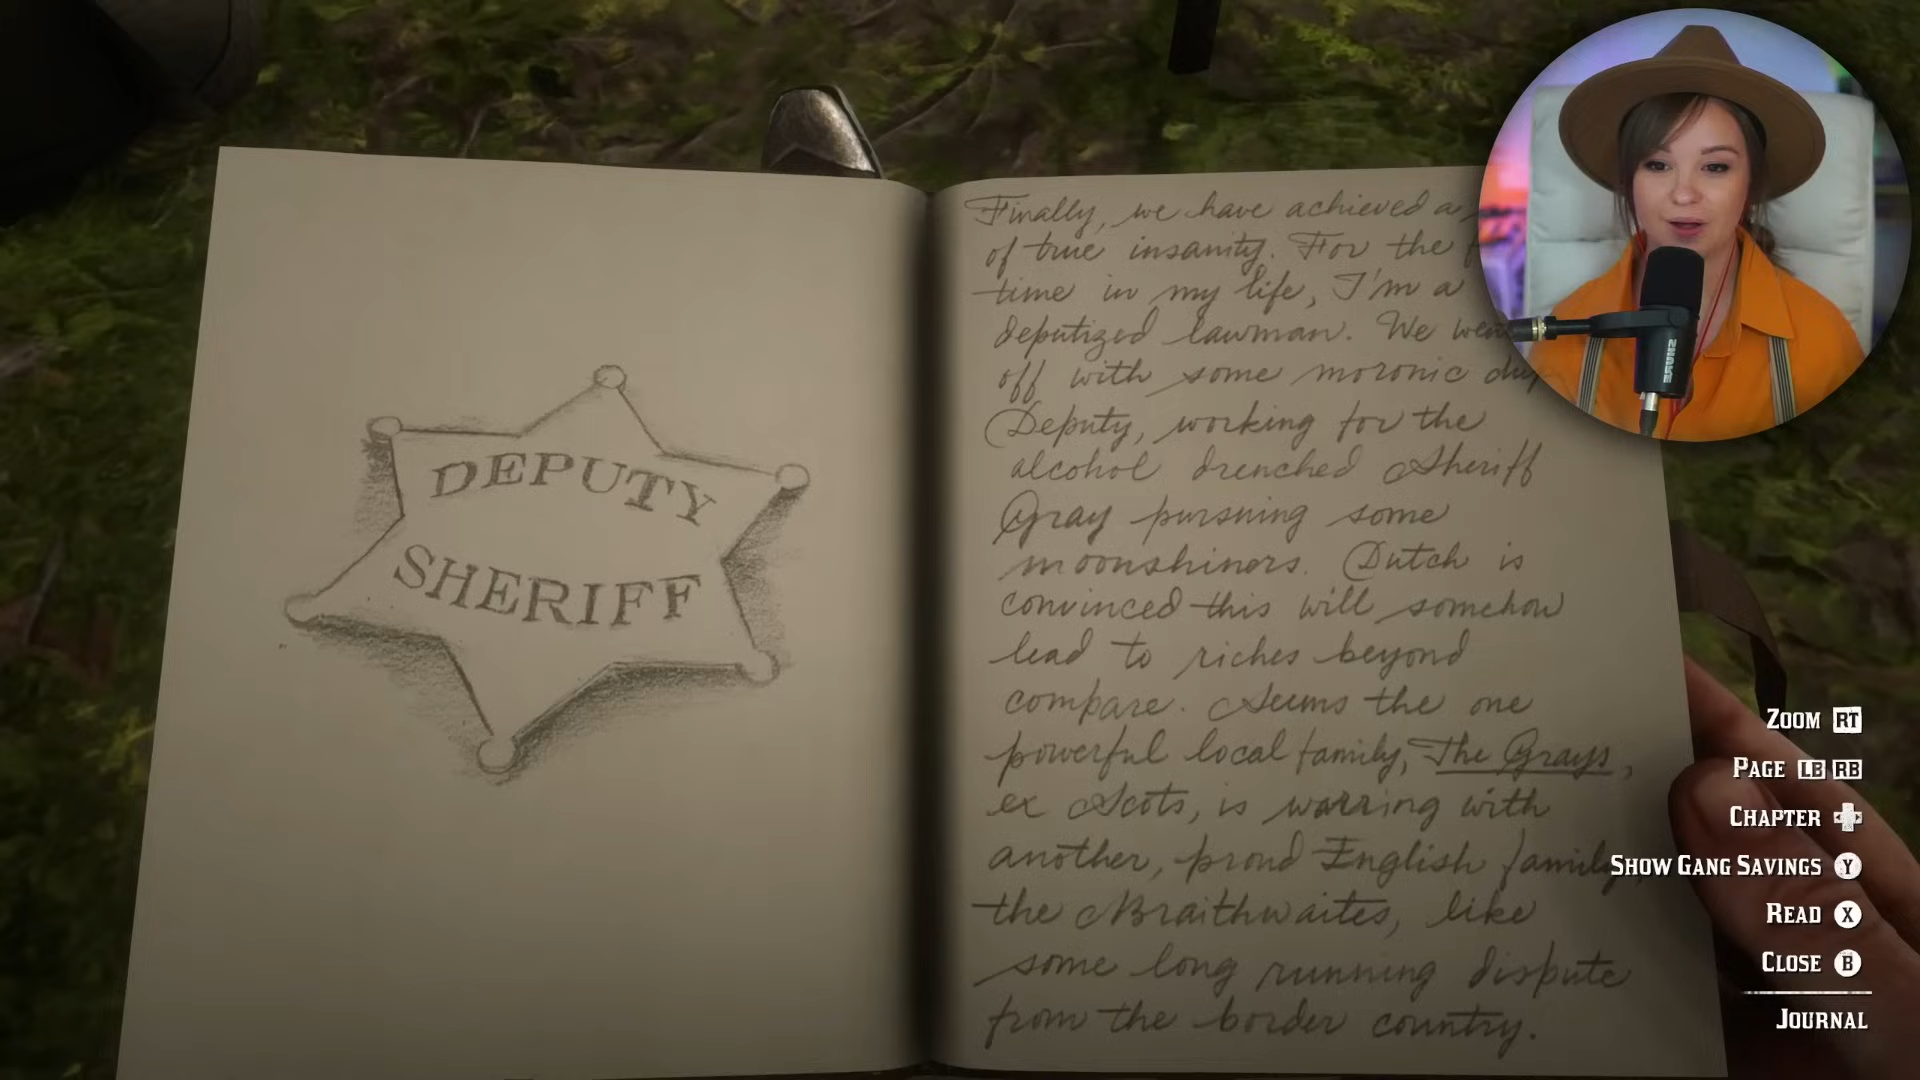 DEPUTY
SHERIFF
Finally, we have achieved a
of true insanity. For the
time in my life, I'm a
deputized lawman. We
off with some moronic
Deputy, working for the
alcohol drenched Sheriff
Gray pursuing some
moonshiners. Dutch is
convinced this will somehow
lead to riches beyond
compare. Seems the one
powerful local family, The Grays,
ex Scots, is warring with
another, proud English family,
the Braithwaites, like
some long running dispute
from the border country.
SHURE
ZOOM RT
PAGE LB RB
CHAPTER
SHOW GANG SAVINGS Y
READ X
CLOSE B
JOURNAL